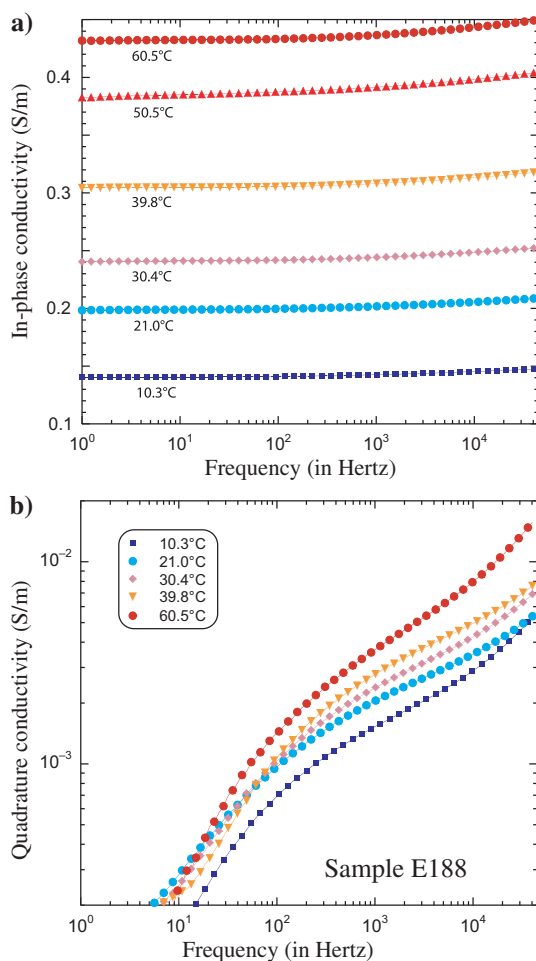 a)
In-phase conductivity (S/m)
0.4
0.3
0.2
0.1
60.5°C
50.5°C
39.8°C
30.4°C
21.0°C
10.3°C
10⁰ 10¹ 10² 10³ 10⁴
Frequency (in Hertz)
b)
Quadrature conductivity (S/m)
10⁻²
10⁻³
10.3°C
21.0°C
30.4°C
39.8°C
60.5°C
Sample E188
10⁰ 10¹ 10² 10³ 10⁴
Frequency (in Hertz)